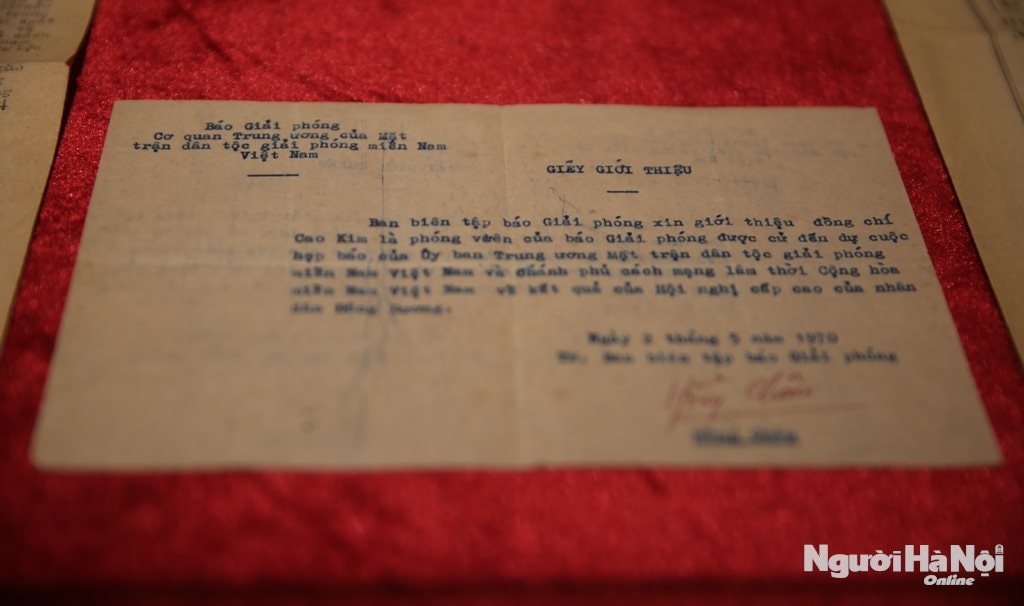 Báo Giải phóng
Cơ quan Trung ương của Mặt
trận dân tộc giải phóng miền Nam
Việt Nam
GIẤY GIỚI THIỆU
Ban biên tập báo Giải phóng xin giới thiệu đồng chí
Cao Kim là phóng viên của báo Giải phóng được cử đến dự cuộc
họp báo của Ủy ban Trung ương Mặt trận dân tộc giải phóng
miền Nam Việt Nam và chánh phủ cách mạng lâm thời Cộng hòa
miền Nam Việt Nam về kết quả của Hội nghị cấp cao của nhân
dân Đông Dương.
Ngày 2 tháng 5 năm 1970
Ban biên tập báo Giải phóng
NgườiHàNội
Online